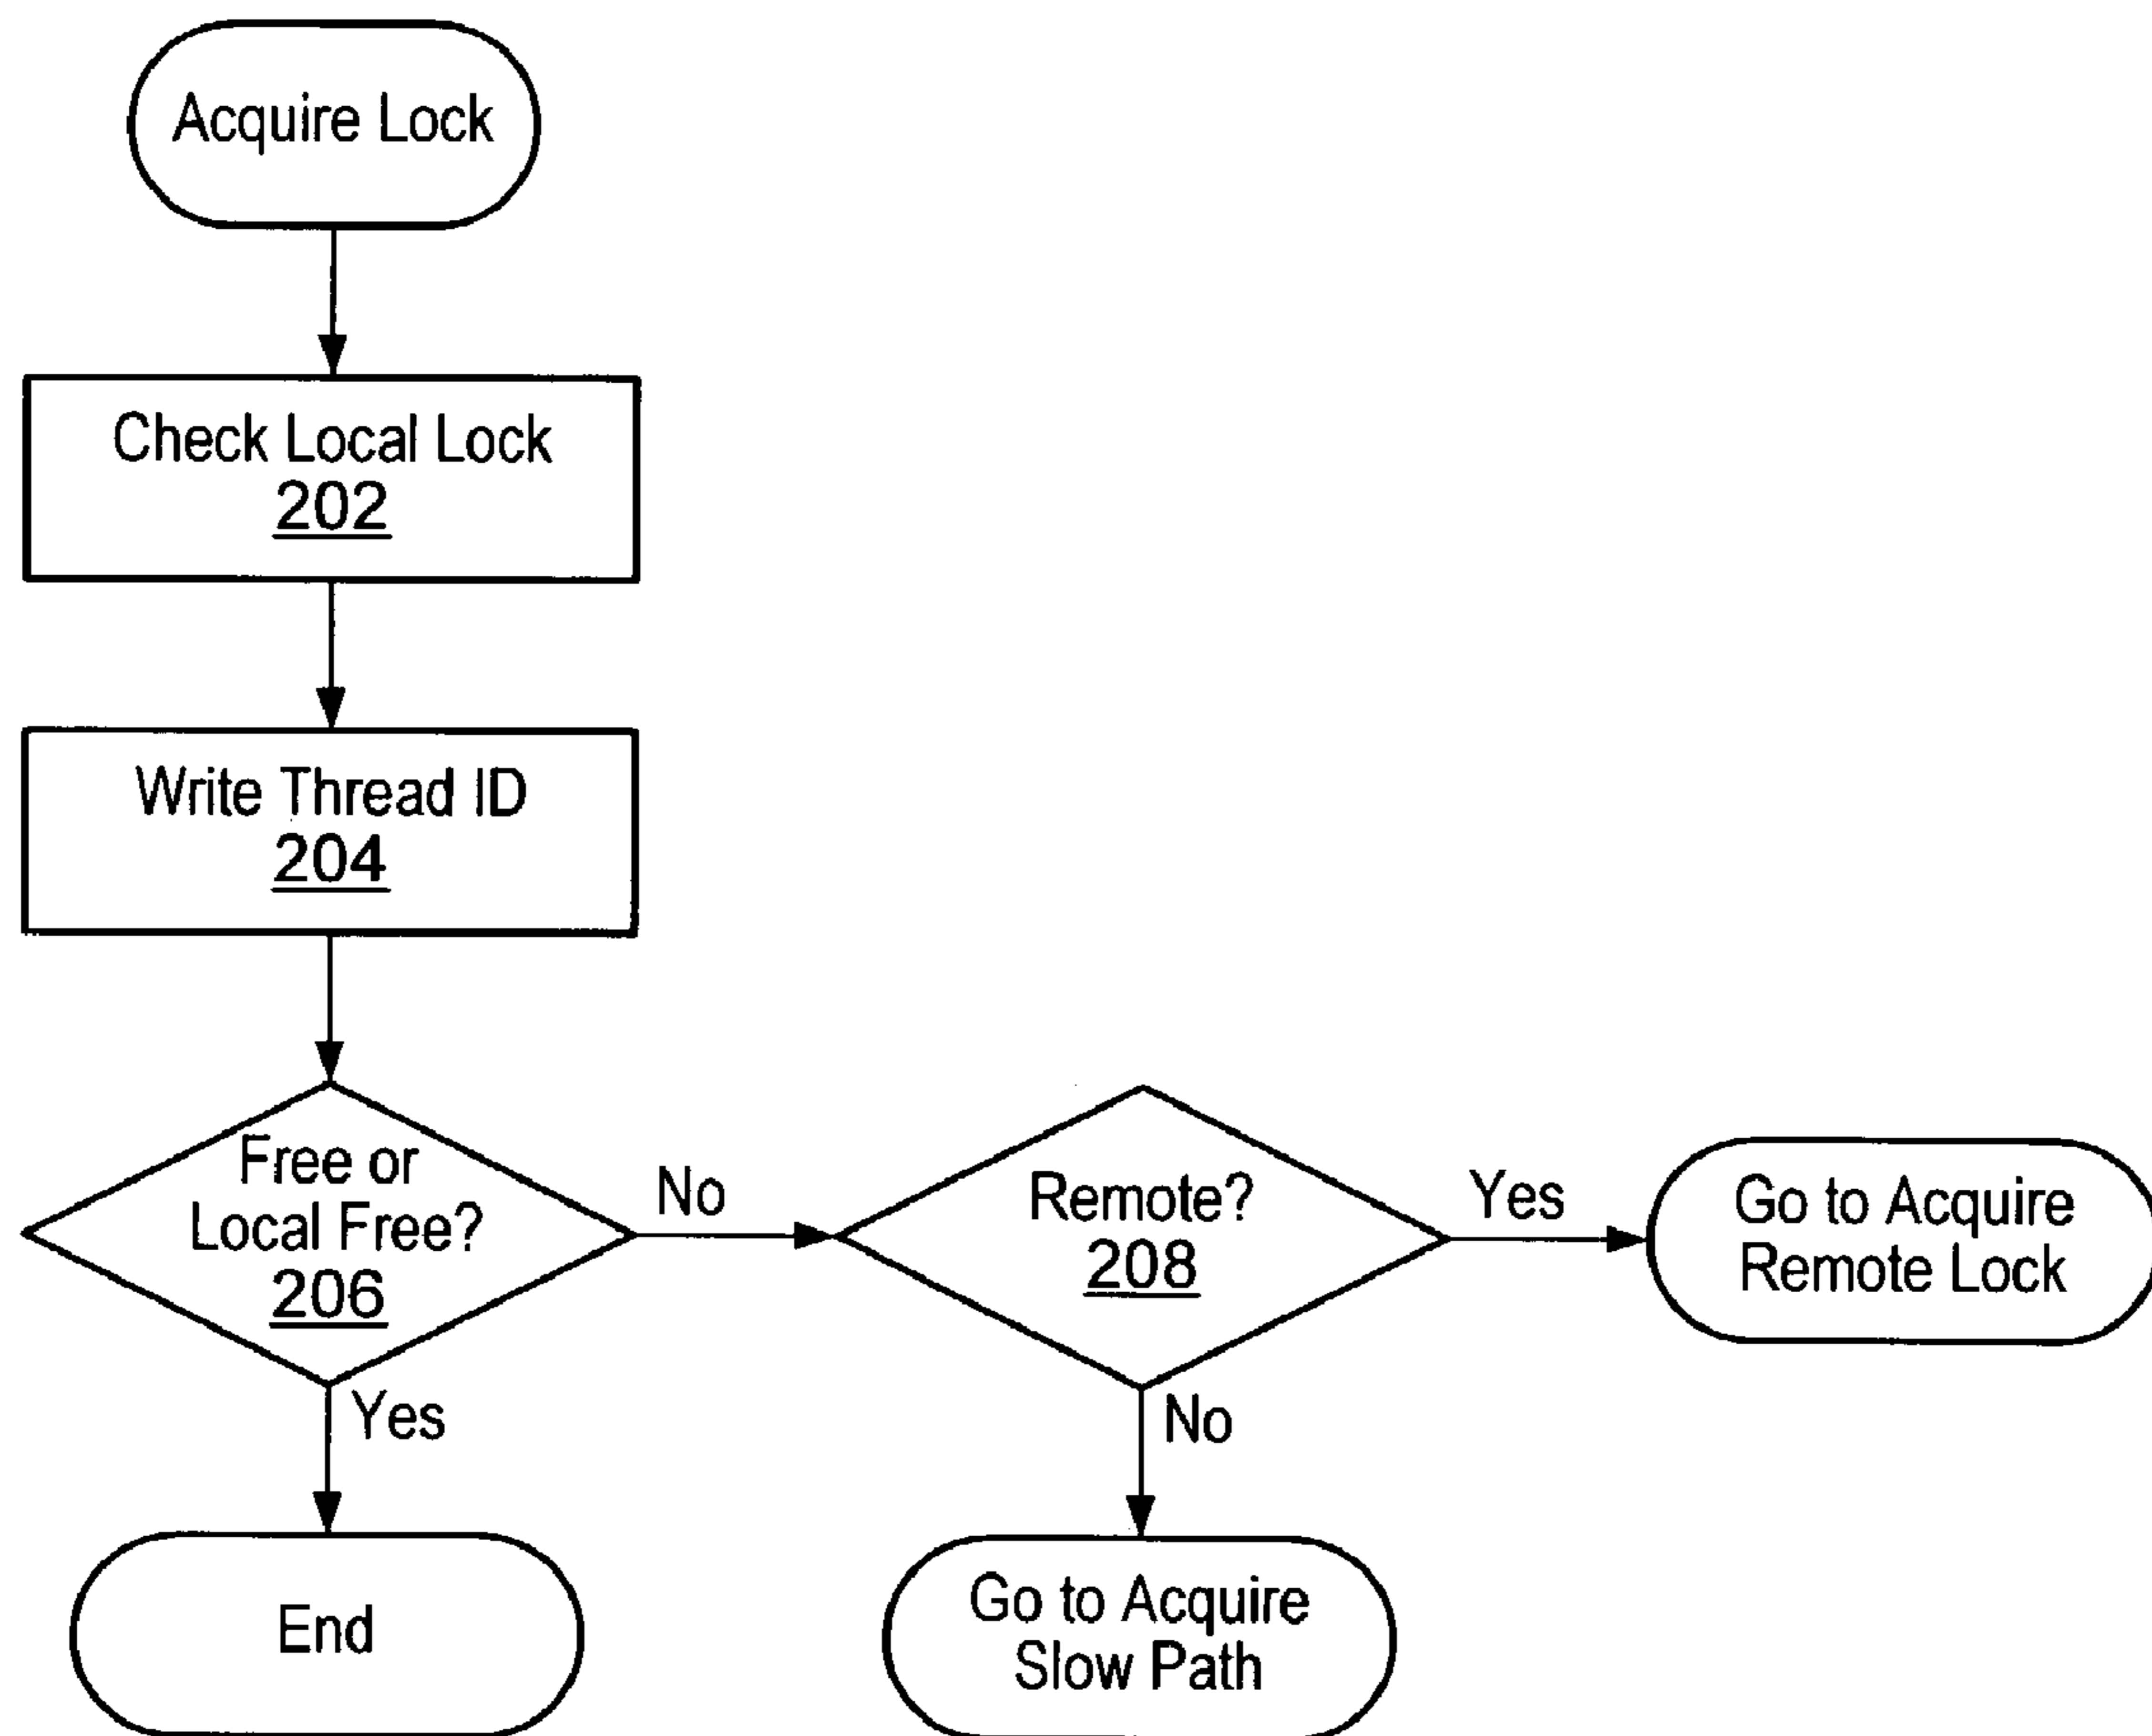 Acquire Lock
Check Local Lock
202
Write Thread ID
204
Free or
Local Free?
206
No
Remote?
208
Yes
Go to Acquire
Remote Lock
Yes
No
End
Go to Acquire
Slow Path